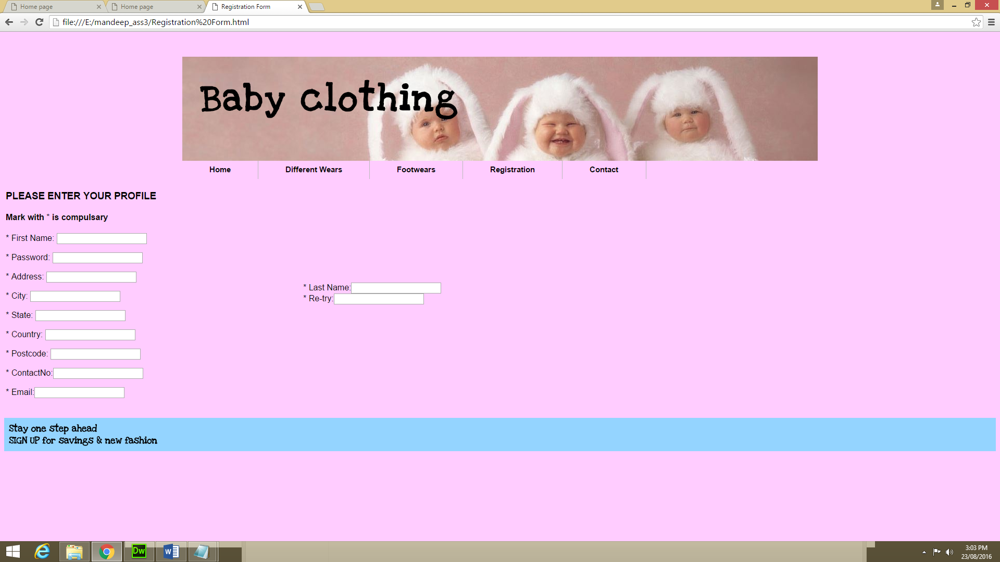 Home page
Home page
Registration Form
file:///E:/mandeep_ass3/Registration%20Form.html
Baby clothing
Home Different Wears Footwears Registration Contact
PLEASE ENTER YOUR PROFILE
Mark with * is compulsary
* First Name:
* Password:
* Address:
* City:
* State:
* Country:
* Postcode:
* ContactNo:
* Email:
* Last Name:
* Re-try:
Stay one step ahead
SIGN UP for savings & new fashion
Dw
W
3:03 PM
23/08/2016